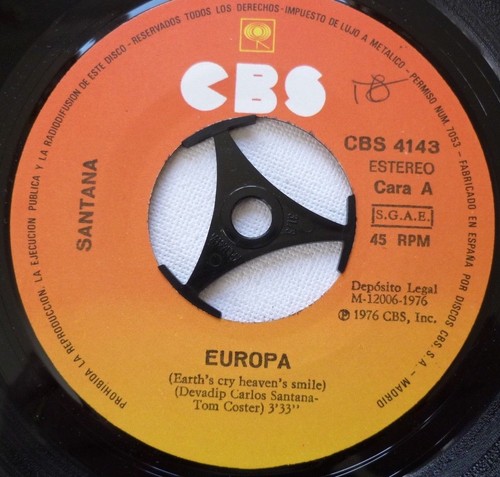 PROHIBIDA LA REPRODUCCION, LA EJECUCION PUBLICA Y LA RADIODIFUSION DE ESTE DISCO - RESERVADOS TODOS LOS DERECHOS - IMPUESTO DE LUJO A METALICO - PERMISO NUM. 7053 - FABRICADO EN ESPAÑA POR DISCOS CBS. S.A. - MADRID
CBS
18
SANTANA
CBS 4143
ESTEREO
Cara A
S.G.A.E.
45 RPM
Depósito Legal
M-12006-1976
Ⓟ 1976 CBS, Inc.
EUROPA
(Earth's cry heaven's smile)
(Devadip Carlos Santana-
Tom Coster) 3'33"